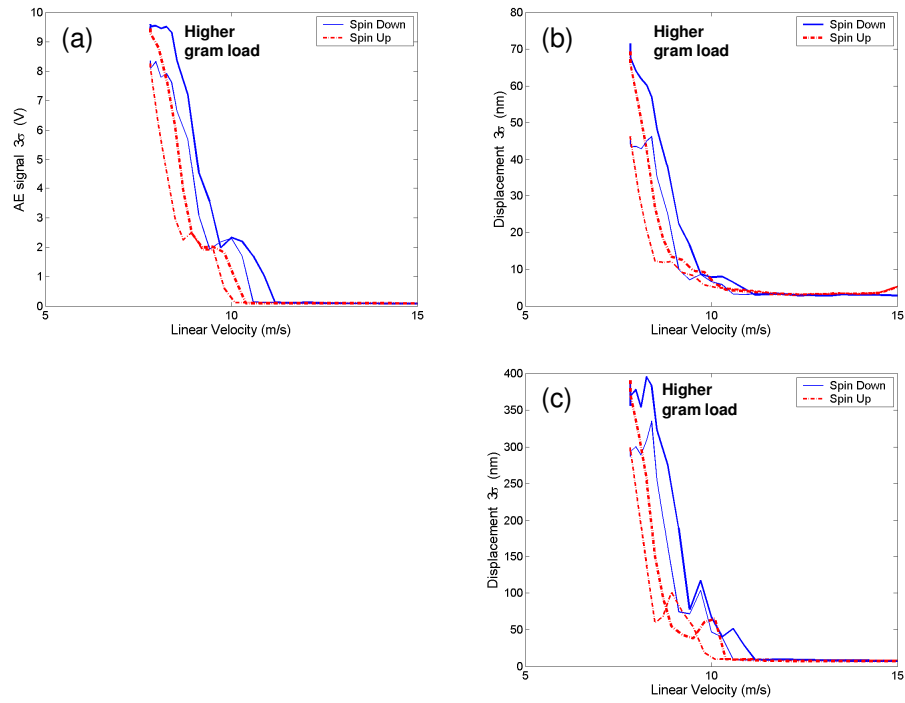 (a)
Higher
gram load
Spin Down
Spin Up
10
9
8
7
6
5
4
3
2
1
0
AE signal 3σ (V)
5
10
15
Linear Velocity (m/s)
(b)
Higher
gram load
Spin Down
Spin Up
80
70
60
50
40
30
20
10
0
Displacement 3σ (nm)
5
10
15
Linear Velocity (m/s)
(c)
Higher
gram load
Spin Down
Spin Up
400
350
300
250
200
150
100
50
0
Displacement 3σ (nm)
5
10
15
Linear Velocity (m/s)